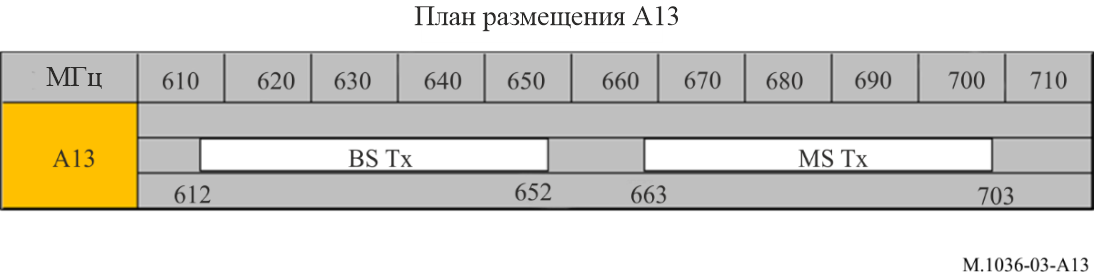 План размещения A13
МГц 610 620 630 640 650 660 670 680 690 700 710
A13 BS Tx MS Tx
612 652 663 703
M.1036-03-A13